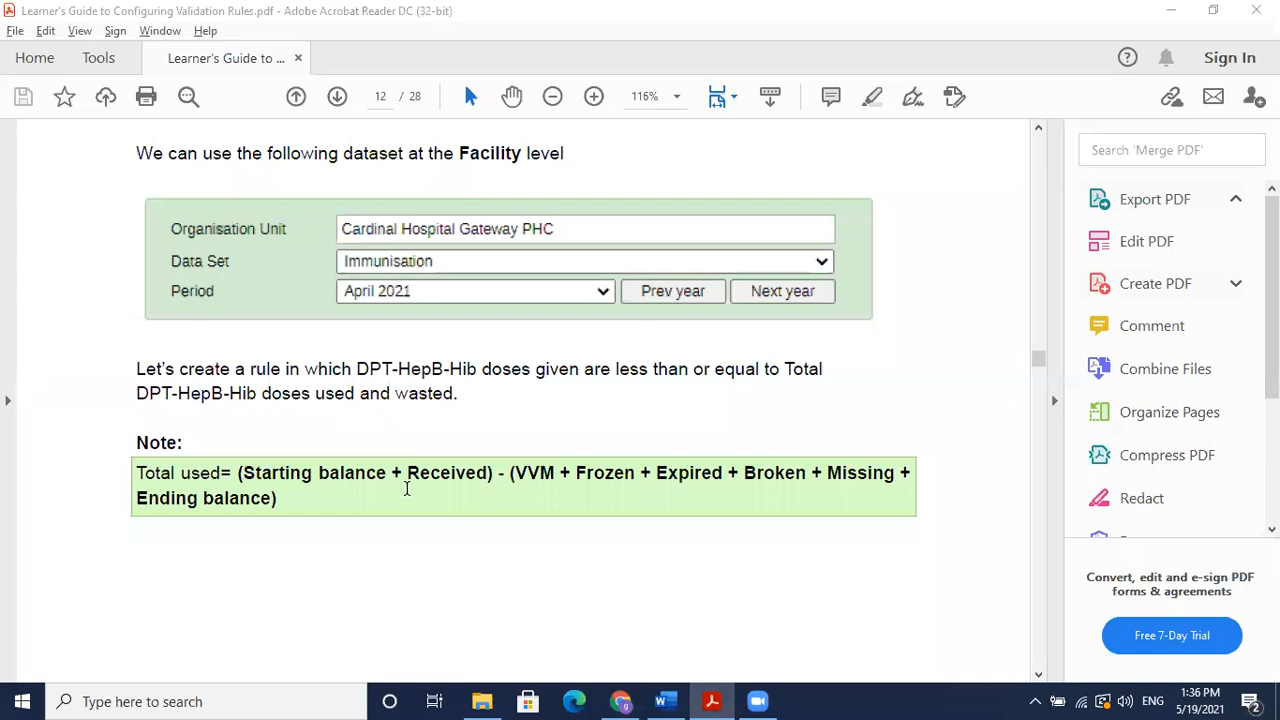 Learner's Guide to Configuring Validation Rules.pdf - Adobe Acrobat Reader DC (32-bit)
File Edit View Sign Window Help
Home Tools Learner's Guide to ... × Sign In
12 / 28 116%
We can use the following dataset at the Facility level
Organisation Unit Cardinal Hospital Gateway PHC
Data Set Immunisation
Period April 2021 Prev year Next year
Let's create a rule in which DPT-HepB-Hib doses given are less than or equal to Total
DPT-HepB-Hib doses used and wasted.
Note:
Total used= (Starting balance + Received) - (VVM + Frozen + Expired + Broken + Missing +
Ending balance)
Search 'Merge PDF'
Export PDF
Edit PDF
Create PDF
Comment
Combine Files
Organize Pages
Compress PDF
Redact
Convert, edit and e-sign PDF
forms & agreements
Free 7-Day Trial
Type here to search
ENG
1:36 PM
5/19/2021
2